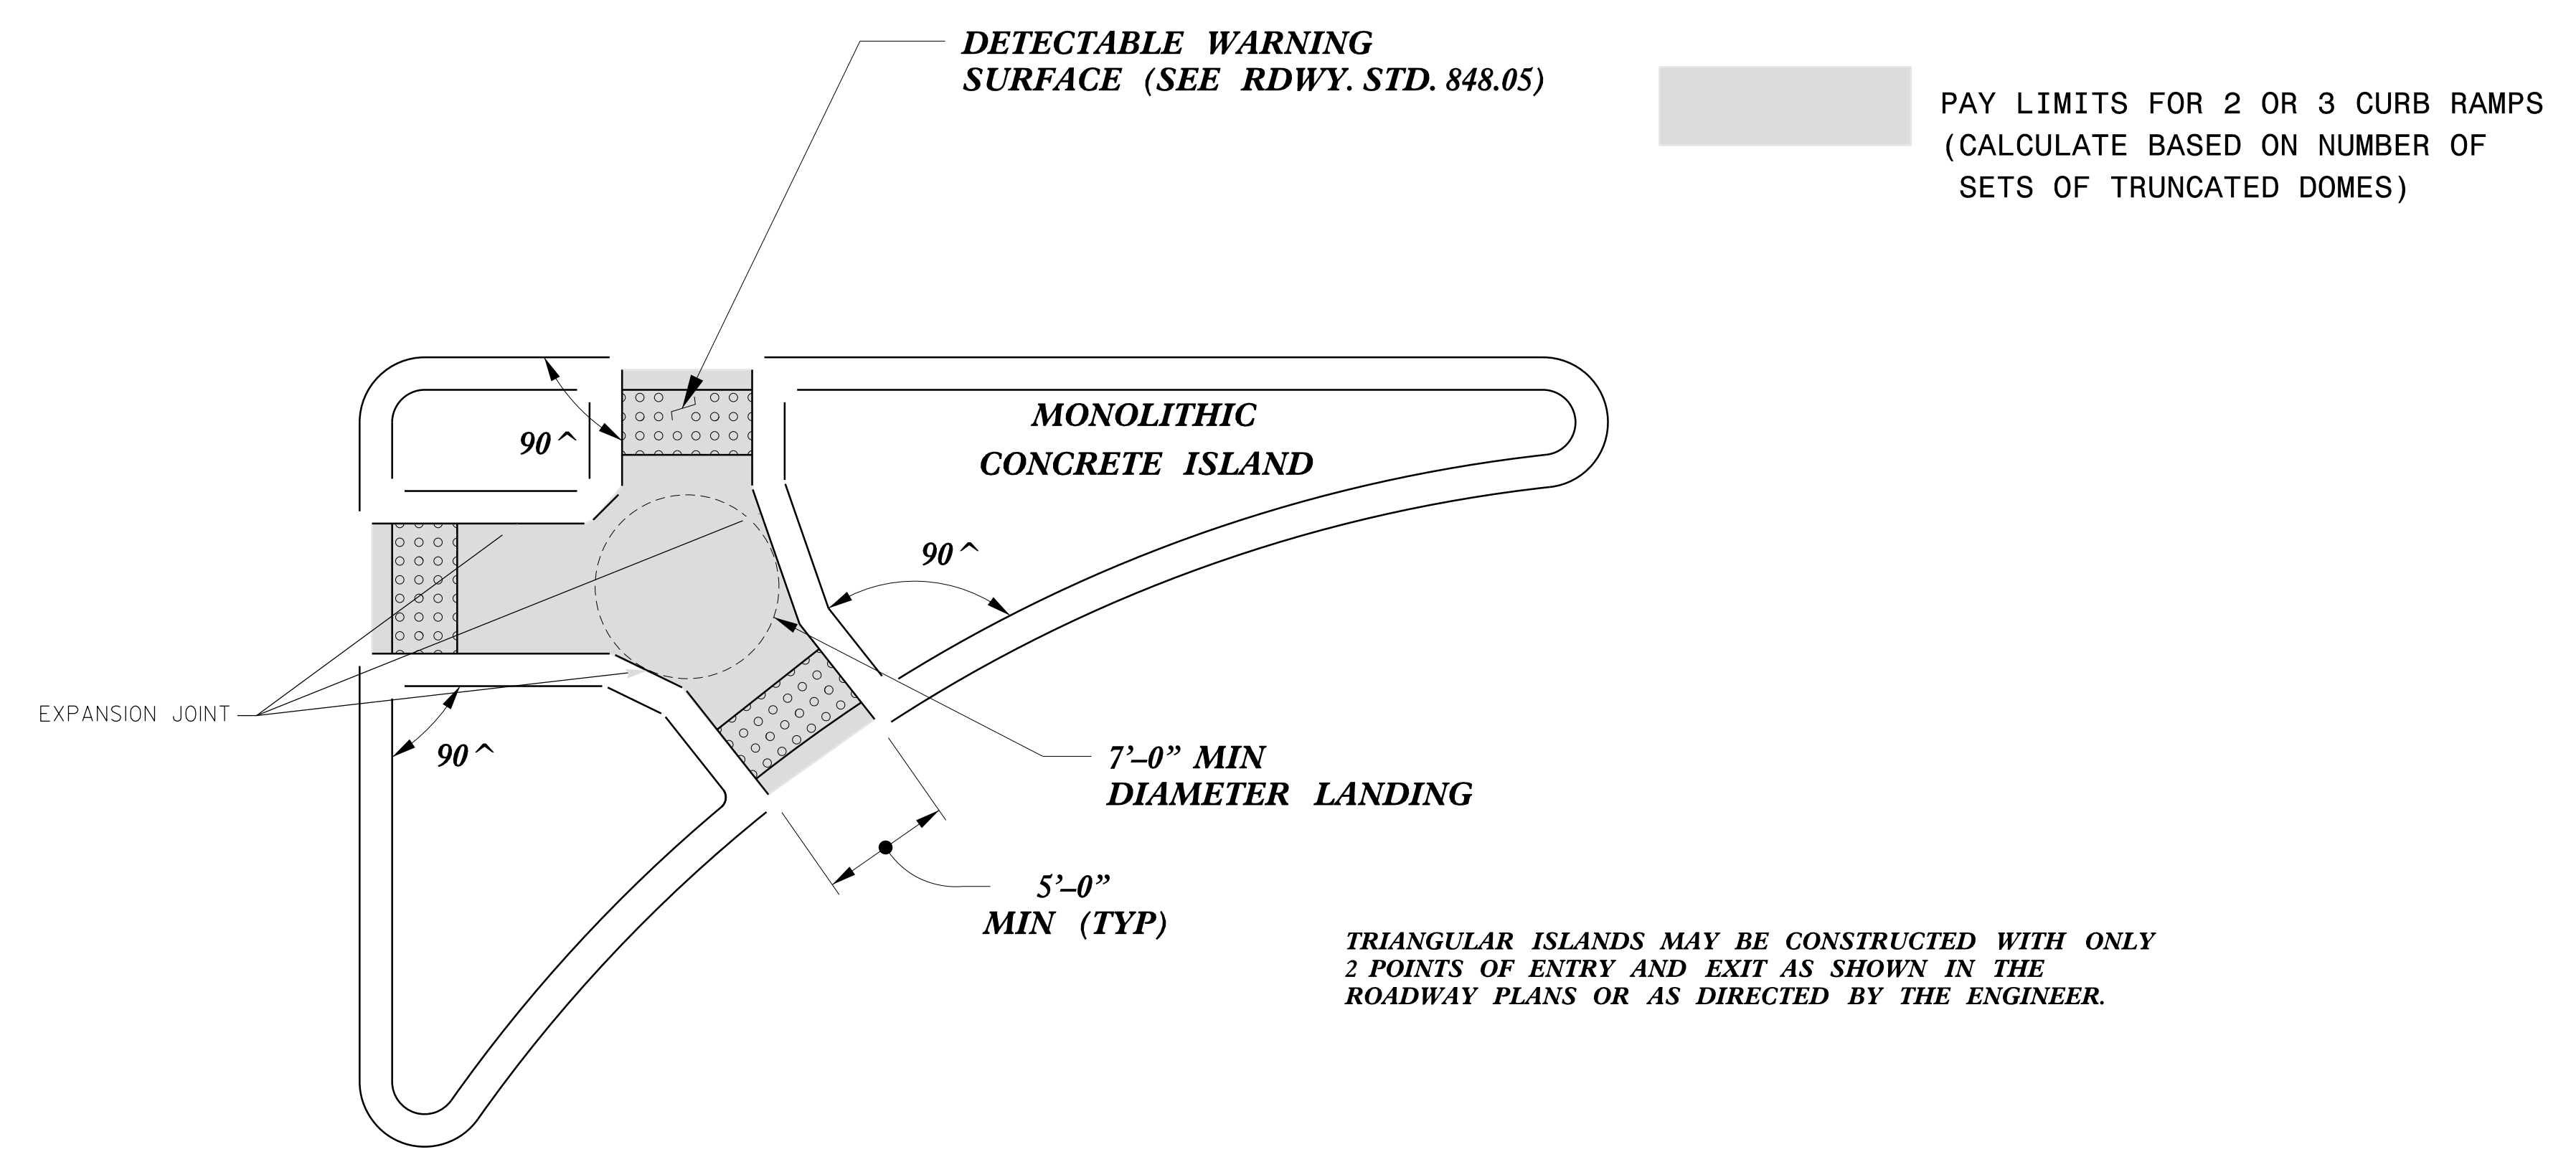 DETECTABLE WARNING
SURFACE (SEE RDWY. STD. 848.05)
PAY LIMITS FOR 2 OR 3 CURB RAMPS
(CALCULATE BASED ON NUMBER OF
SETS OF TRUNCATED DOMES)
MONOLITHIC
CONCRETE ISLAND
90^
90^
EXPANSION JOINT
90^
7'–0” MIN
DIAMETER LANDING
5'–0”
MIN (TYP)
TRIANGULAR ISLANDS MAY BE CONSTRUCTED WITH ONLY
2 POINTS OF ENTRY AND EXIT AS SHOWN IN THE
ROADWAY PLANS OR AS DIRECTED BY THE ENGINEER.